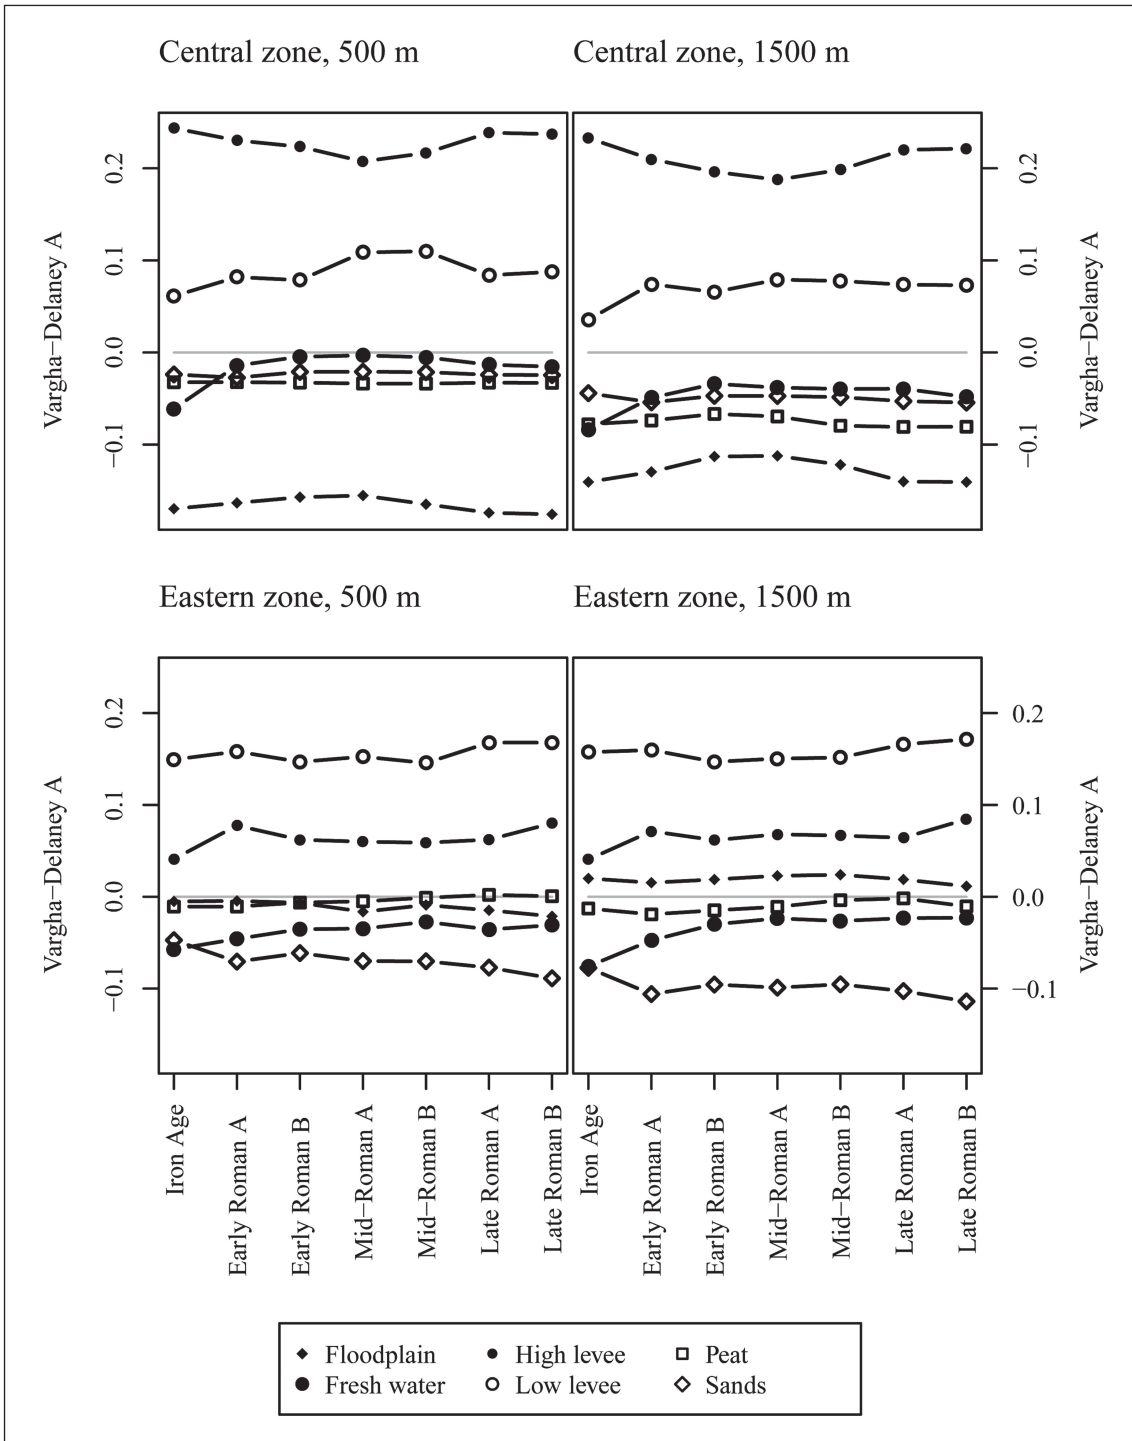 Central zone, 500 m
Central zone, 1500 m
Vargha−Delaney A
0.2
0.1
0.0
−0.1
0.2
0.1
0.0
−0.1
Vargha−Delaney A
Eastern zone, 500 m
Eastern zone, 1500 m
Vargha−Delaney A
0.2
0.1
0.0
−0.1
0.2
0.1
0.0
−0.1
Vargha−Delaney A
Iron Age
Early Roman A
Early Roman B
Mid−Roman A
Mid−Roman B
Late Roman A
Late Roman B
Iron Age
Early Roman A
Early Roman B
Mid−Roman A
Mid−Roman B
Late Roman A
Late Roman B
Floodplain
High levee
Peat
Fresh water
Low levee
Sands